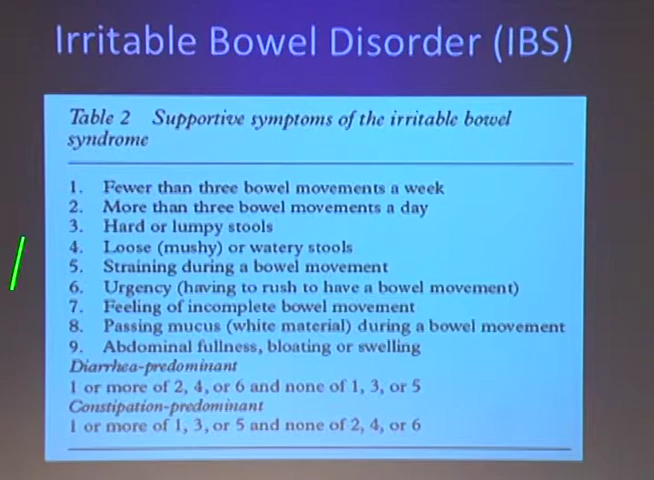 Irritable Bowel Disorder (IBS)
Table 2 Supportive symptoms of the irritable bowel
syndrome
1. Fewer than three bowel movements a week
2. More than three bowel movements a day
3. Hard or lumpy stools
4. Loose (mushy) or watery stools
5. Straining during a bowel movement
6. Urgency (having to rush to have a bowel movement)
7. Feeling of incomplete bowel movement
8. Passing mucus (white material) during a bowel movement
9. Abdominal fullness, bloating or swelling
Diarrhea-predominant
1 or more of 2, 4, or 6 and none of 1, 3, or 5
Constipation-predominant
1 or more of 1, 3, or 5 and none of 2, 4, or 6